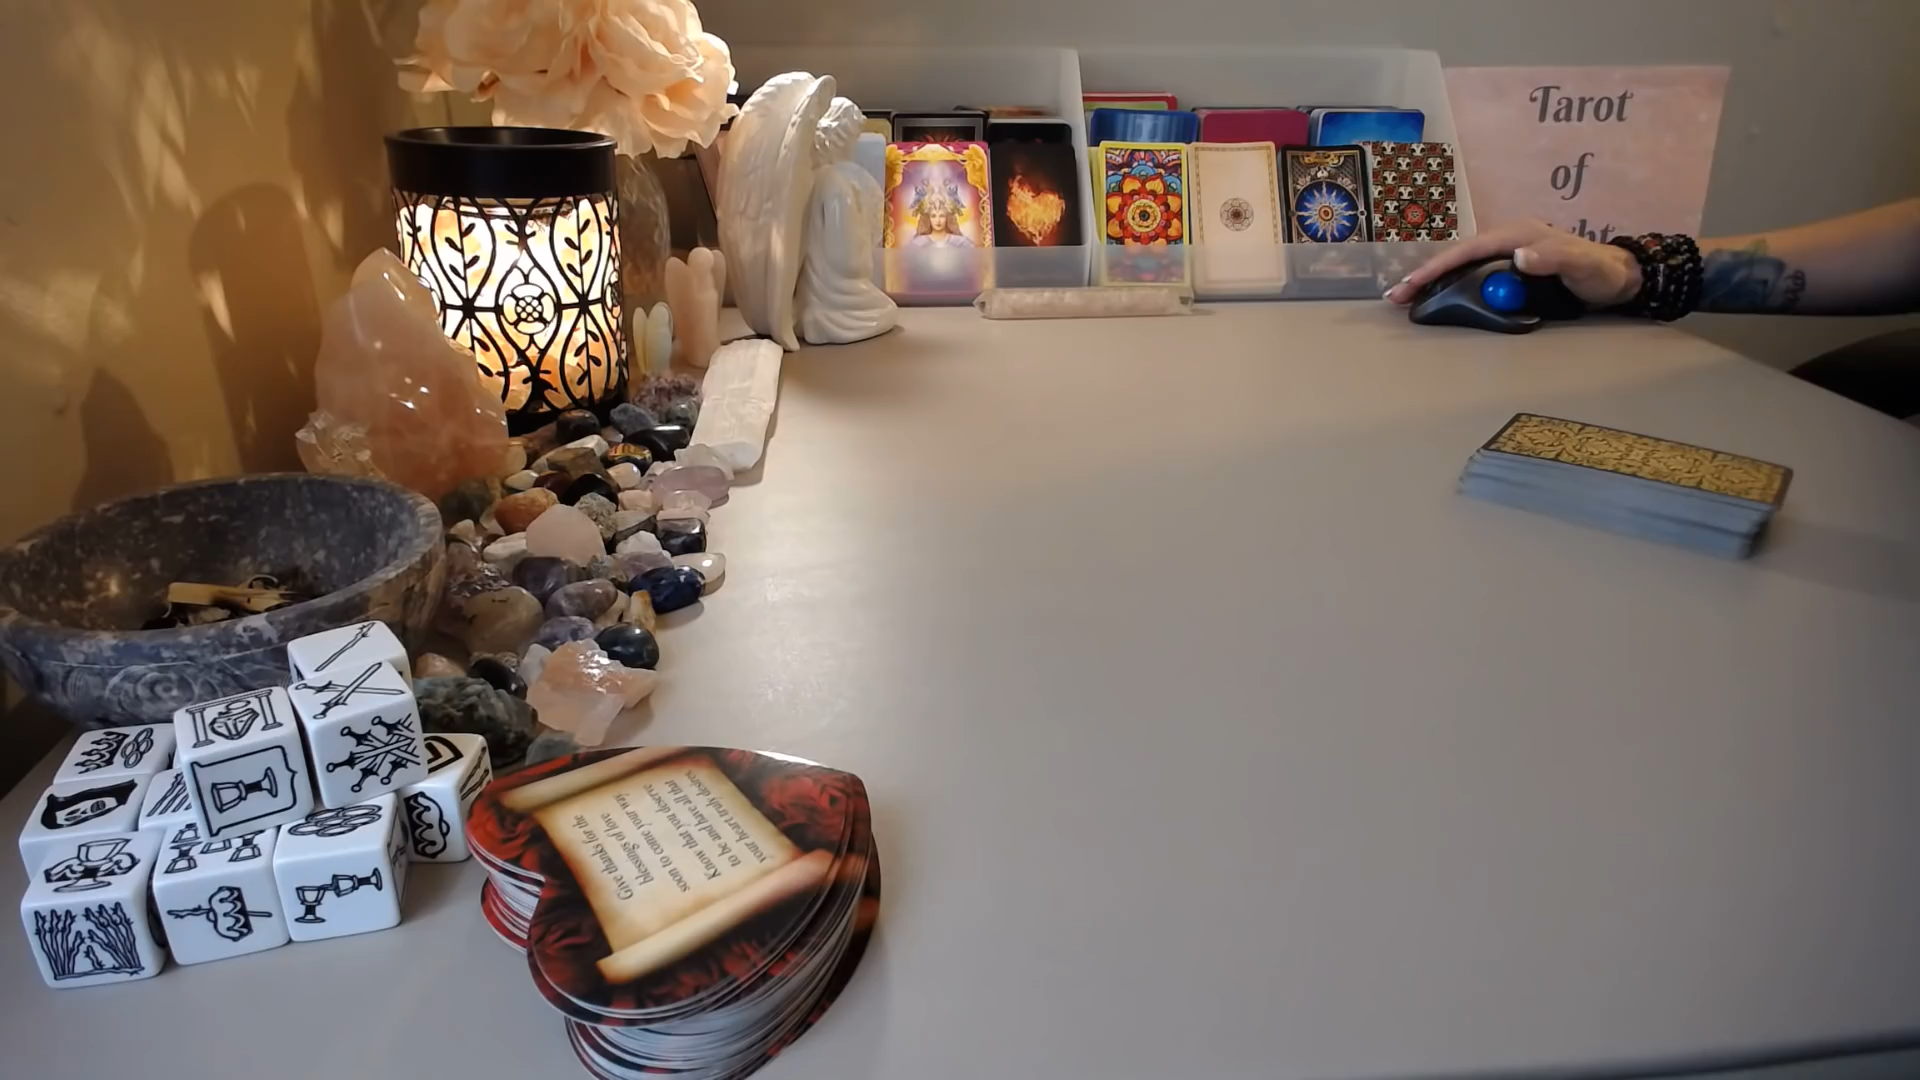 Tarot
of
Give thanks for the
blessings of love
soon to come your way
Know that you deserve
to be and have all that
your heart truly desires